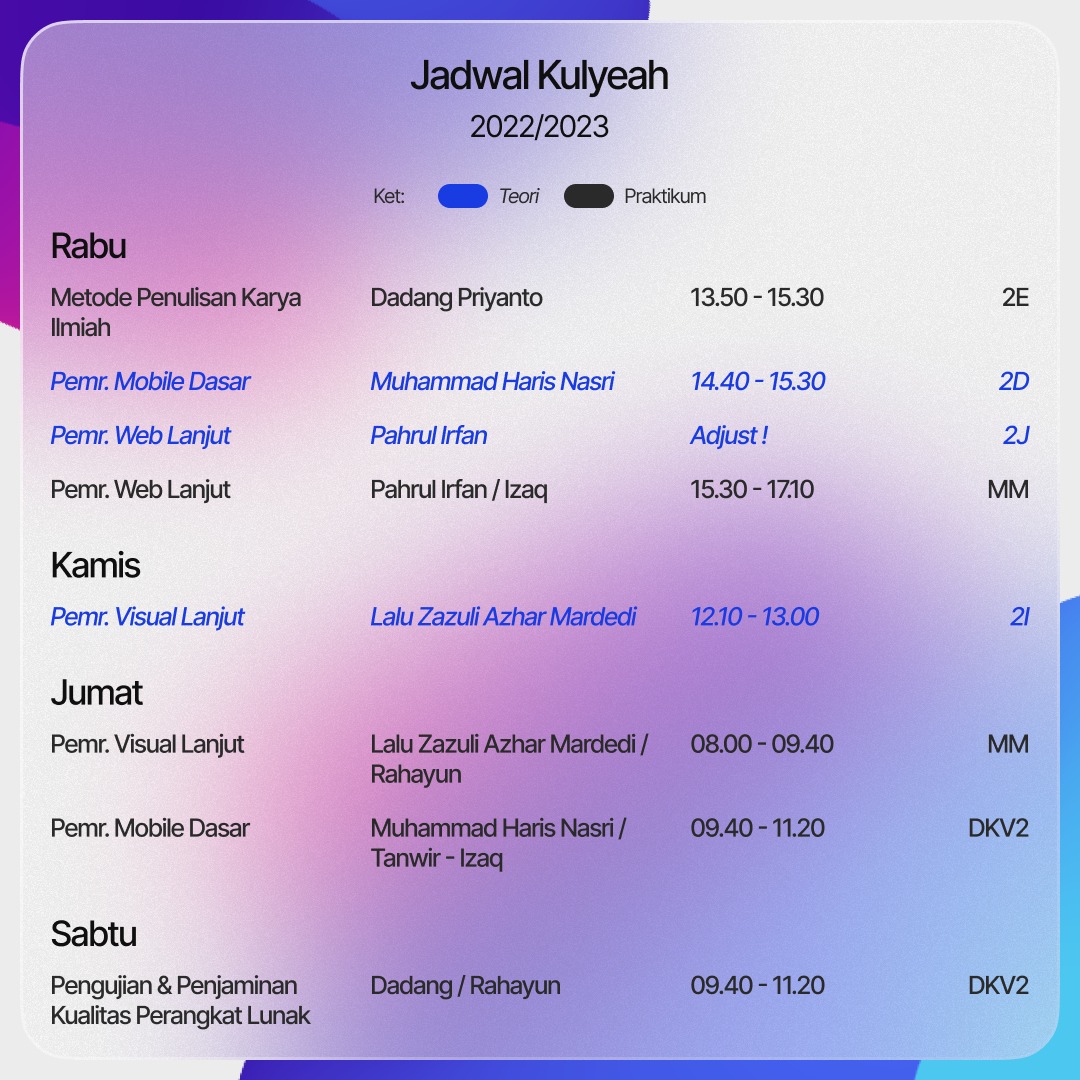 Jadwal Kulyeah
2022/2023
Ket: Teori Praktikum
Rabu
Metode Penulisan Karya Ilmiah Dadang Priyanto 13.50 - 15.30 2E
Pemr. Mobile Dasar Muhammad Haris Nasri 14.40 - 15.30 2D
Pemr. Web Lanjut Pahrul Irfan Adjust ! 2J
Pemr. Web Lanjut Pahrul Irfan / Izaq 15.30 - 17.10 MM
Kamis
Pemr. Visual Lanjut Lalu Zazuli Azhar Mardedi 12.10 - 13.00 2I
Jumat
Pemr. Visual Lanjut Lalu Zazuli Azhar Mardedi / Rahayun 08.00 - 09.40 MM
Pemr. Mobile Dasar Muhammad Haris Nasri / Tanwir - Izaq 09.40 - 11.20 DKV2
Sabtu
Pengujian & Penjaminan Kualitas Perangkat Lunak Dadang / Rahayun 09.40 - 11.20 DKV2